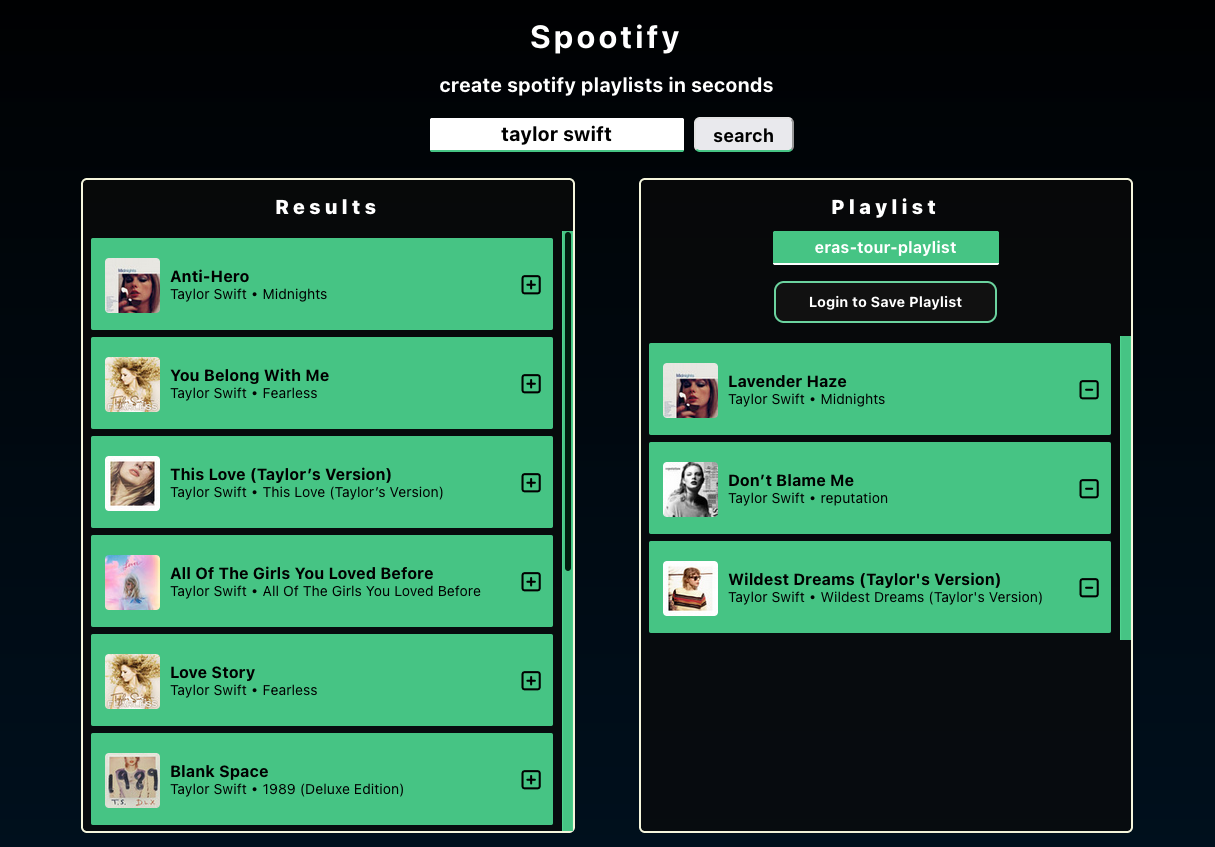 Spootify
create spotify playlists in seconds
taylor swift
search
Results
Anti-Hero
Taylor Swift • Midnights
You Belong With Me
Taylor Swift • Fearless
This Love (Taylor’s Version)
Taylor Swift • This Love (Taylor’s Version)
All Of The Girls You Loved Before
Taylor Swift • All Of The Girls You Loved Before
Love Story
Taylor Swift • Fearless
Blank Space
Taylor Swift • 1989 (Deluxe Edition)
1989
T.S. DLX
Playlist
eras-tour-playlist
Login to Save Playlist
Lavender Haze
Taylor Swift • Midnights
Don’t Blame Me
Taylor Swift • reputation
Wildest Dreams (Taylor's Version)
Taylor Swift • Wildest Dreams (Taylor's Version)